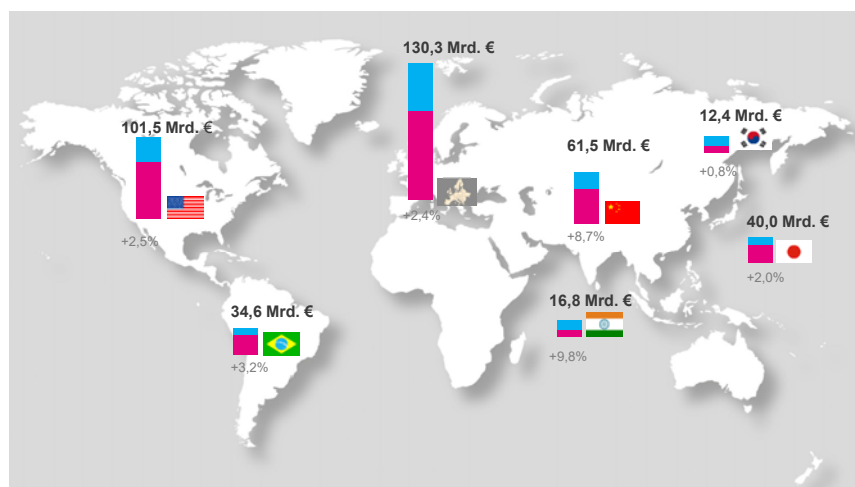 130,3 Mrd. €
+2,4%
101,5 Mrd. €
+2,5%
12,4 Mrd. €
+0,8%
61,5 Mrd. €
+8,7%
40,0 Mrd. €
+2,0%
34,6 Mrd. €
+3,2%
16,8 Mrd. €
+9,8%